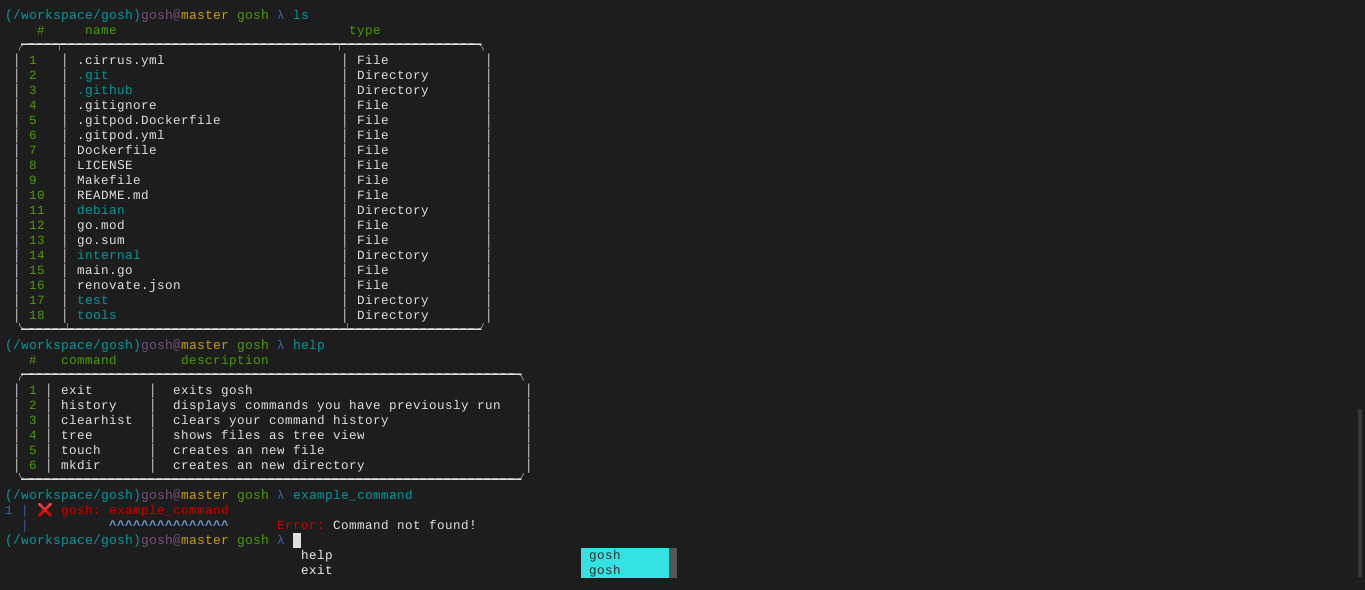 (/workspace/gosh)gosh@master gosh λ ls
# name type
1 | .cirrus.yml | File
2 | .git | Directory
3 | .github | Directory
4 | .gitignore | File
5 | .gitpod.Dockerfile | File
6 | .gitpod.yml | File
7 | Dockerfile | File
8 | LICENSE | File
9 | Makefile | File
10 | README.md | File
11 | debian | Directory
12 | go.mod | File
13 | go.sum | File
14 | internal | Directory
15 | main.go | File
16 | renovate.json | File
17 | test | Directory
18 | tools | Directory
(/workspace/gosh)gosh@master gosh λ help
# command description
1 | exit | exits gosh
2 | history | displays commands you have previously run
3 | clearhist | clears your command history
4 | tree | shows files as tree view
5 | touch | creates an new file
6 | mkdir | creates an new directory
(/workspace/gosh)gosh@master gosh λ example_command
1 | ❌ gosh: example_command
| ^^^^^^^^^^^^^^^ Error: Command not found!
(/workspace/gosh)gosh@master gosh λ
help gosh
exit gosh